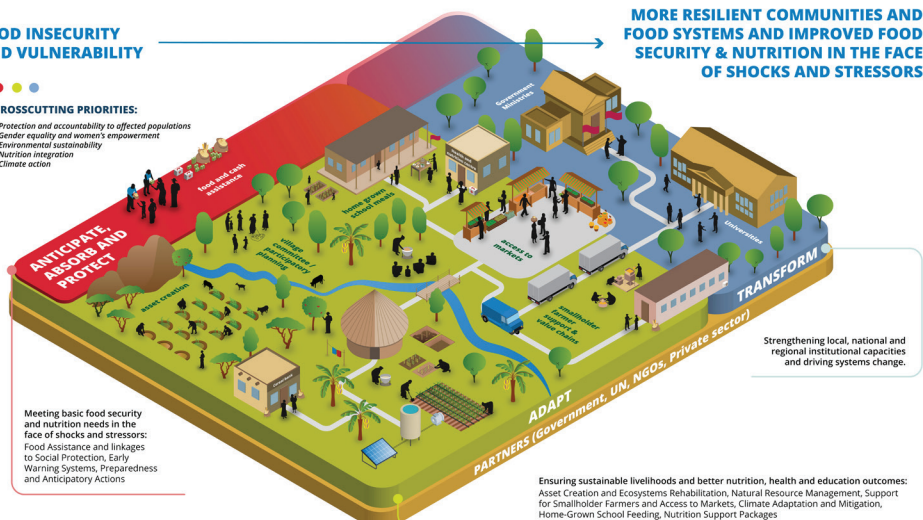 OD INSECURITY
D VULNERABILITY
MORE RESILIENT COMMUNITIES AND
FOOD SYSTEMS AND IMPROVED FOOD
SECURITY & NUTRITION IN THE FACE
OF SHOCKS AND STRESSORS
ROSSCUTTING PRIORITIES:
Protection and accountability to affected populations
Gender equality and women's empowerment
Environmental sustainability
Nutrition integration
Climate action
Government
Ministries
food and cash
assistance
home grown
school meals
ANTICIPATE,
ABSORB AND
PROTECT
village
committee /
participatory
planning
access to
markets
Universities
asset creation
smallholder
farmer
support &
value chains
TRANSFORM
Strengthening local, national and
regional institutional capacities
and driving systems change.
ADAPT
PARTNERS (Government, UN, NGOs, Private sector)
Meeting basic food security
and nutrition needs in the
face of shocks and stressors:
Food Assistance and linkages
to Social Protection, Early
Warning Systems, Preparedness
and Anticipatory Actions
Ensuring sustainable livelihoods and better nutrition, health and education outcomes:
Asset Creation and Ecosystems Rehabilitation, Natural Resource Management, Support
for Smallholder Farmers and Access to Markets, Climate Adaptation and Mitigation,
Home-Grown School Feeding, Nutrition Support Packages